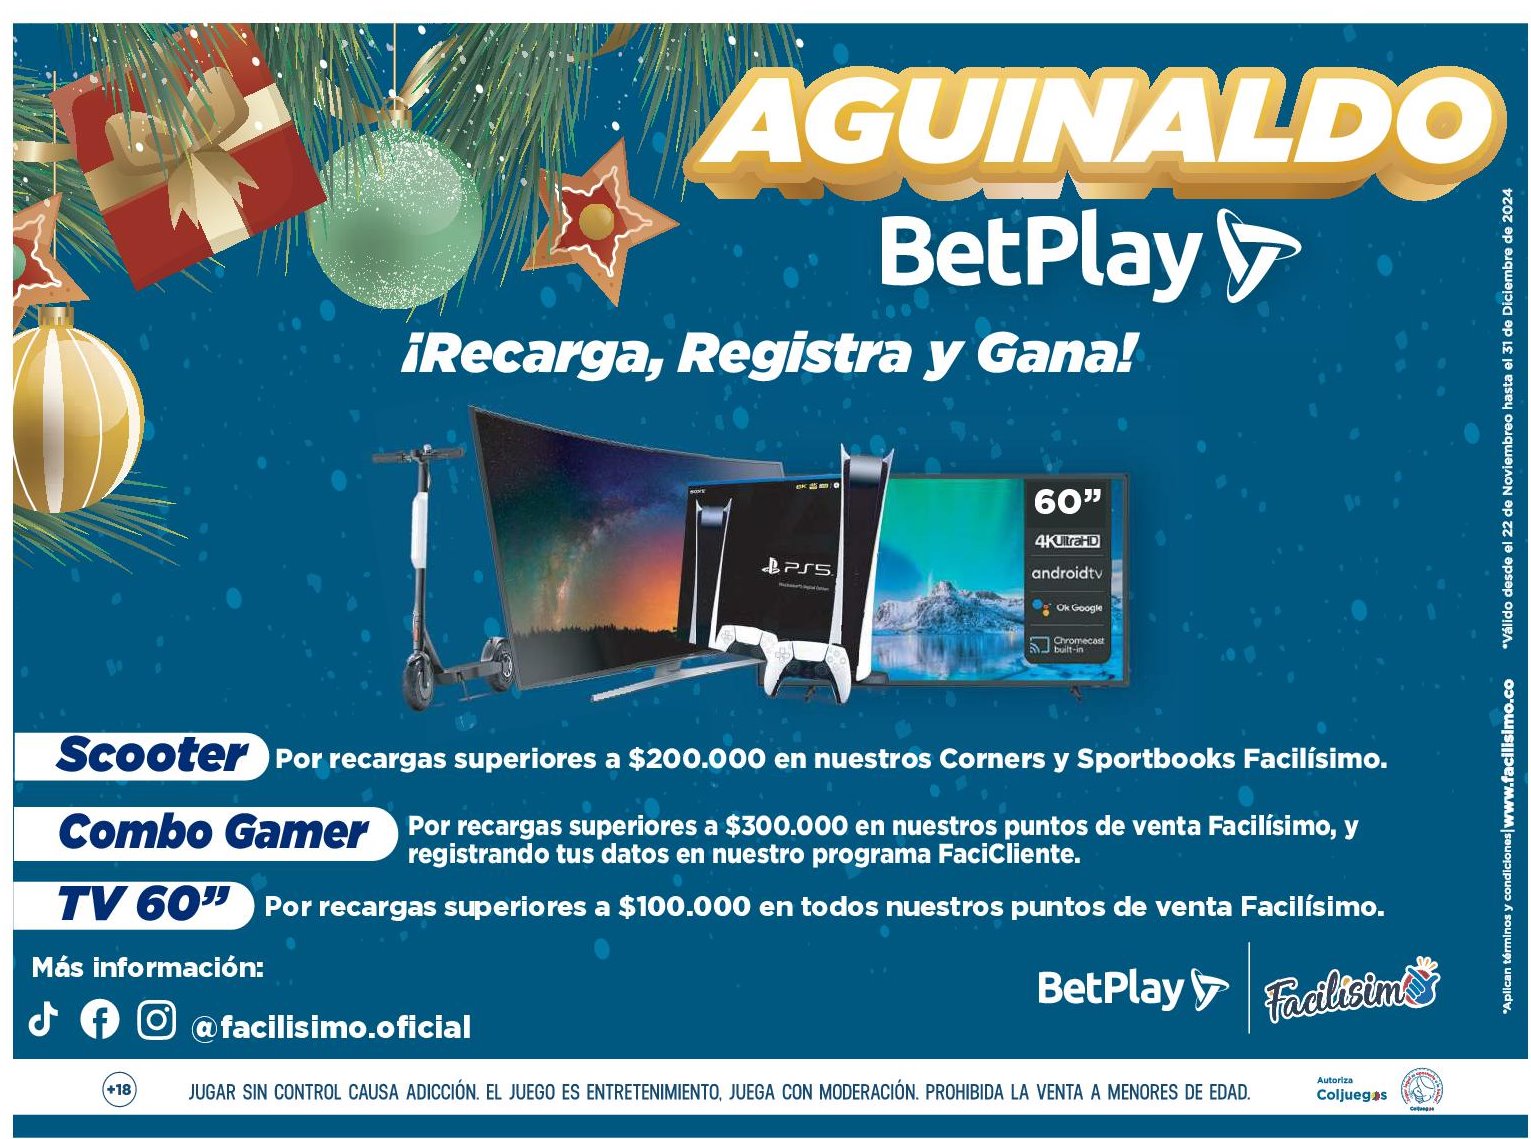 AGUINALDO
BetPlay
¡Recarga, Registra y Gana!
SONY
PS5
60”
4K UltraHD
androidtv
Ok Google
Chromecast
built-in
Scooter
Por recargas superiores a $200.000 en nuestros Corners y Sportbooks Facilísimo.
Combo Gamer
Por recargas superiores a $300.000 en nuestros puntos de venta Facilísimo, y
registrando tus datos en nuestro programa FaciCliente.
TV 60”
Por recargas superiores a $100.000 en todos nuestros puntos de venta Facilísimo.
Más información:
@facilisimo.oficial
BetPlay
Facilísimo
*Aplican términos y condiciones|www.facilisimo.co *Válido desde el 22 de Noviembreo hasta el 31 de Diciembre de 2024
+18
JUGAR SIN CONTROL CAUSA ADICCIÓN. EL JUEGO ES ENTRETENIMIENTO, JUEGA CON MODERACIÓN. PROHIBIDA LA VENTA A MENORES DE EDAD.
Autoriza
Coljuegos
Coljuegos